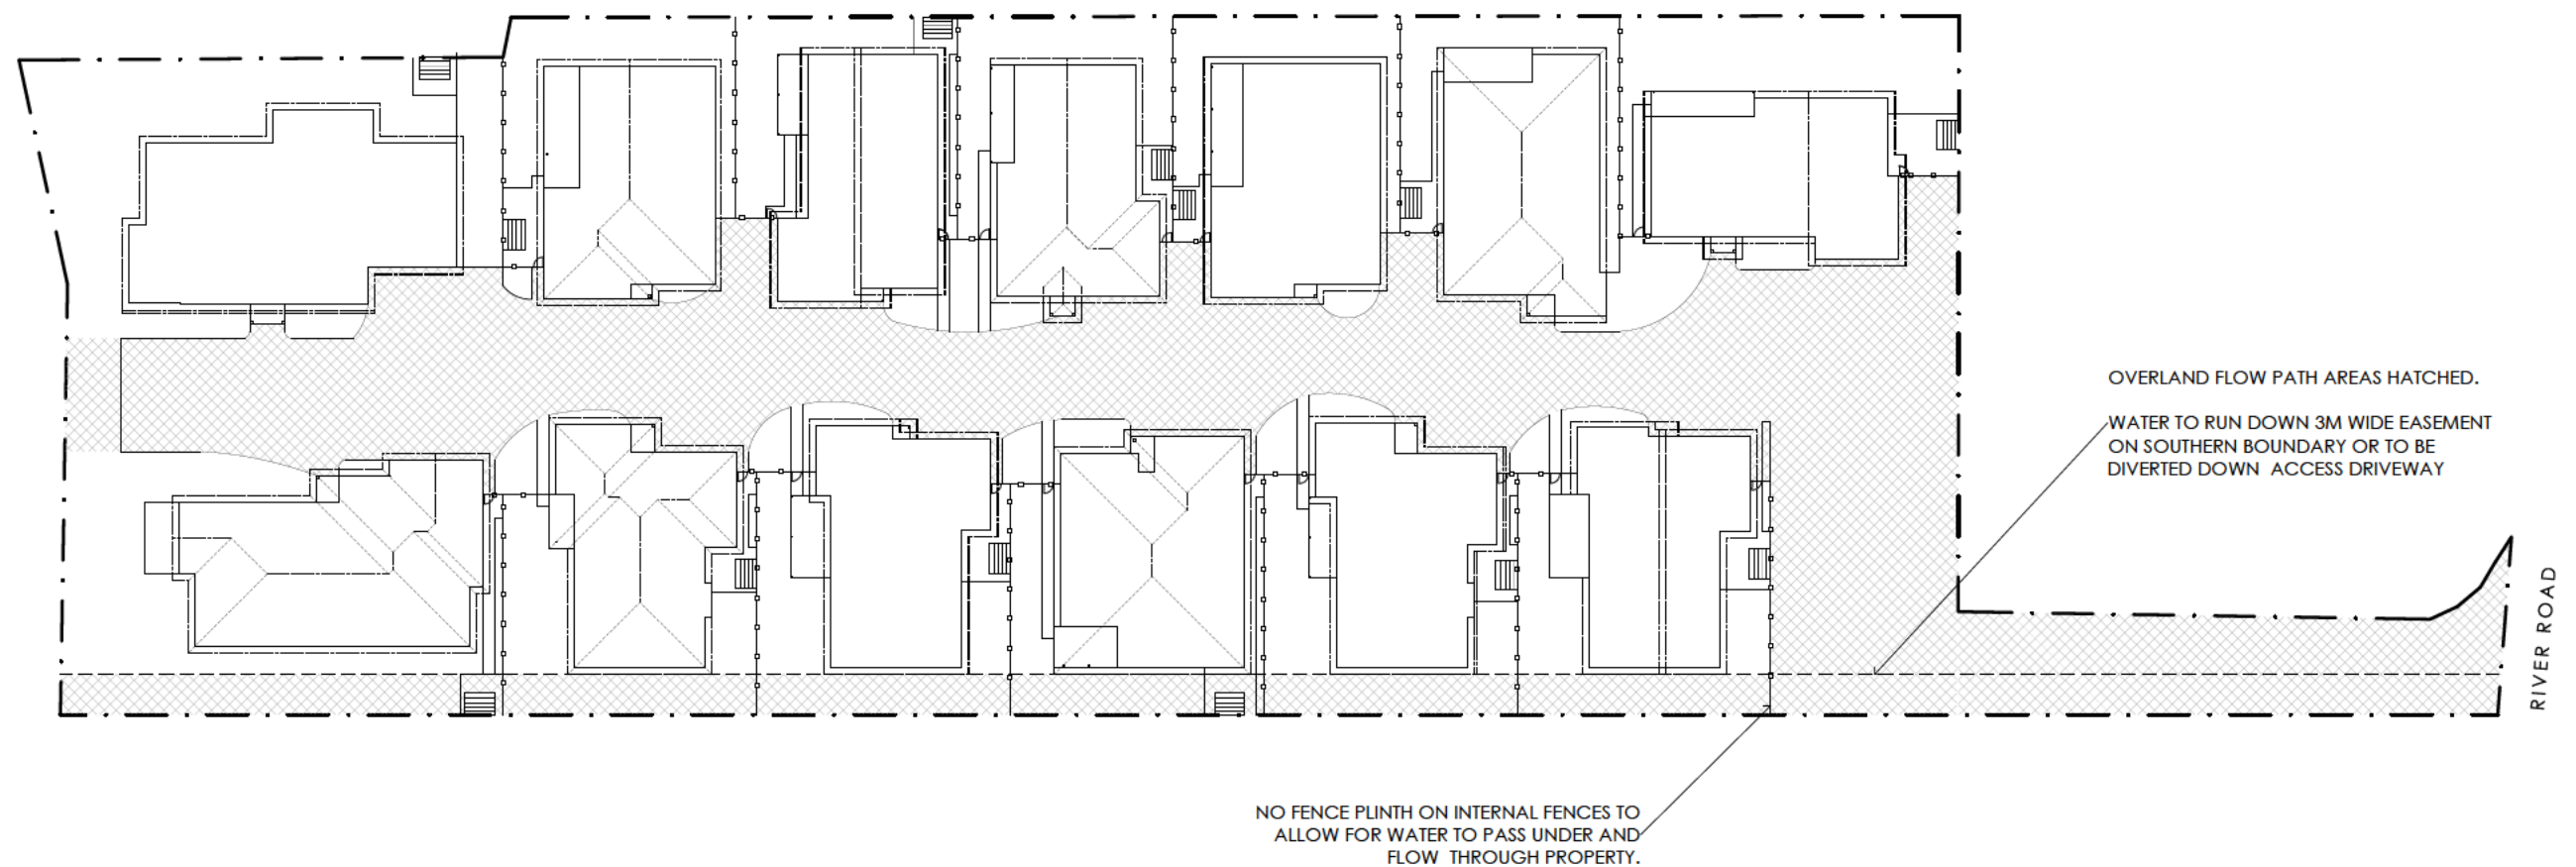 OVERLAND FLOW PATH AREAS HATCHED.
WATER TO RUN DOWN 3M WIDE EASEMENT
ON SOUTHERN BOUNDARY OR TO BE
DIVERTED DOWN ACCESS DRIVEWAY
RIVER ROAD
NO FENCE PLINTH ON INTERNAL FENCES TO
ALLOW FOR WATER TO PASS UNDER AND
FLOW THROUGH PROPERTY.